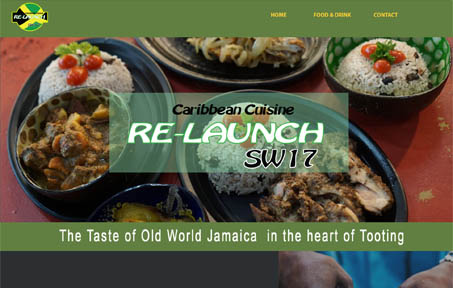 RE-LAUNCH
HOME FOOD & DRINK CONTACT
Caribbean Cuisine
RE-LAUNCH
SW17
The Taste of Old World Jamaica in the heart of Tooting